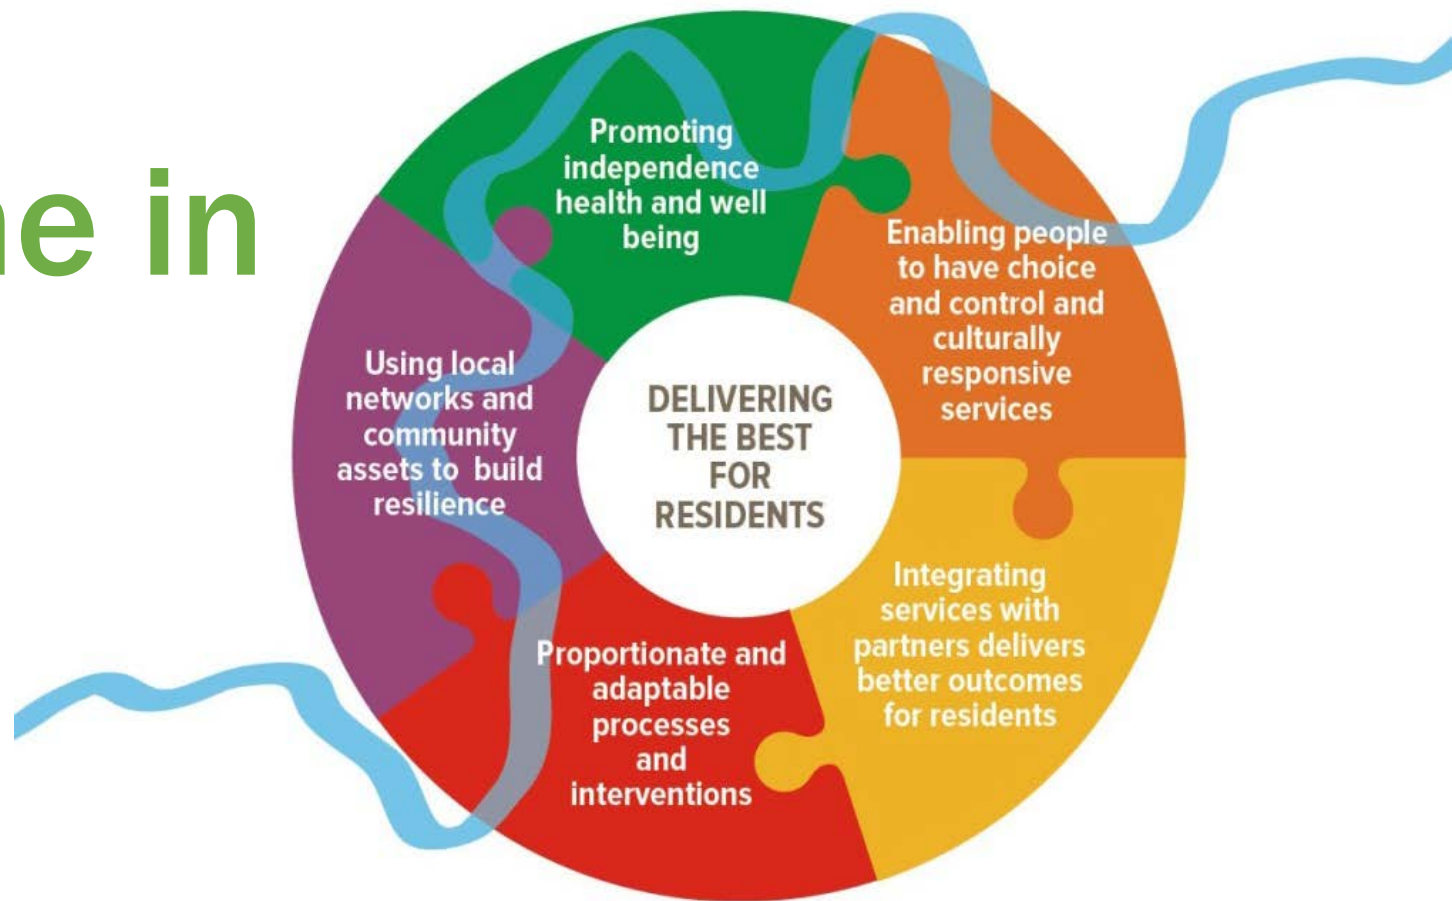 in
Promoting
independence
health and well
being
Enabling people
to have choice
and control and
culturally
responsive
services
Using local
networks and
community
assets to build
resilience
DELIVERING
THE BEST
FOR
RESIDENTS
Integrating
services with
partners delivers
better outcomes
for residents
Proportionate and
adaptable
processes
and
interventions